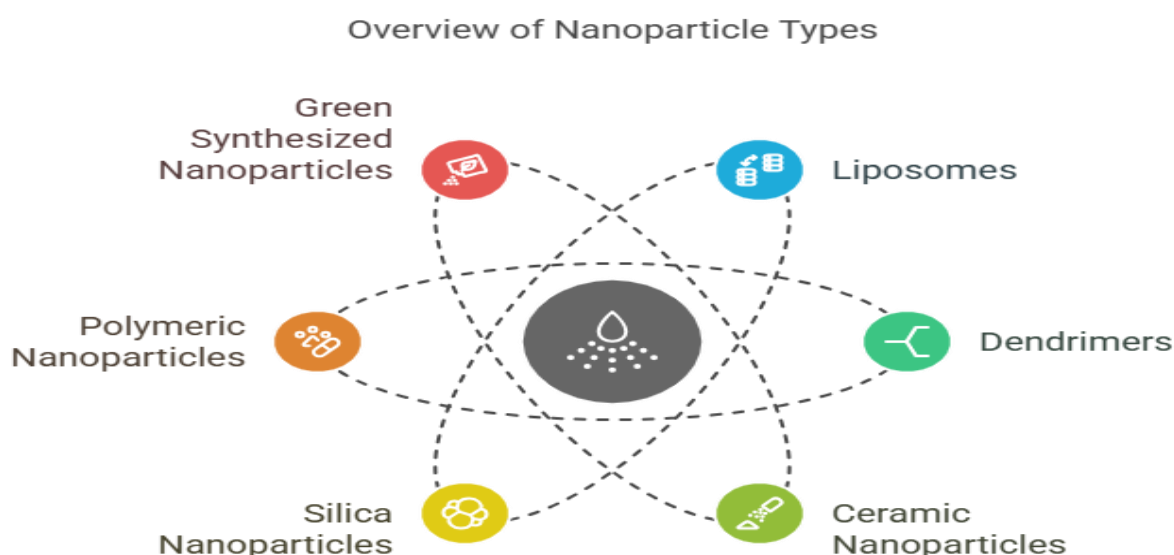 Overview of Nanoparticle Types
Green
Synthesized
Nanoparticles
Liposomes
Polymeric
Nanoparticles
Dendrimers
Silica
Nanoparticles
Ceramic
Nanoparticles